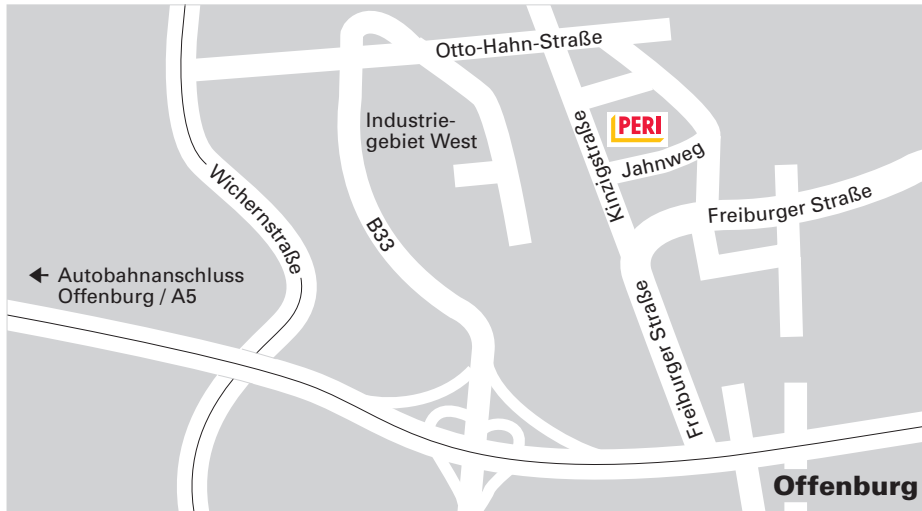 Otto-Hahn-Straße
Industrie-
gebiet West
PERI
Kinzigstraße
Jahnweg
Wichernstraße
Freiburger Straße
B33
← Autobahnanschluss
Offenburg / A5
Freiburger Straße
Offenburg